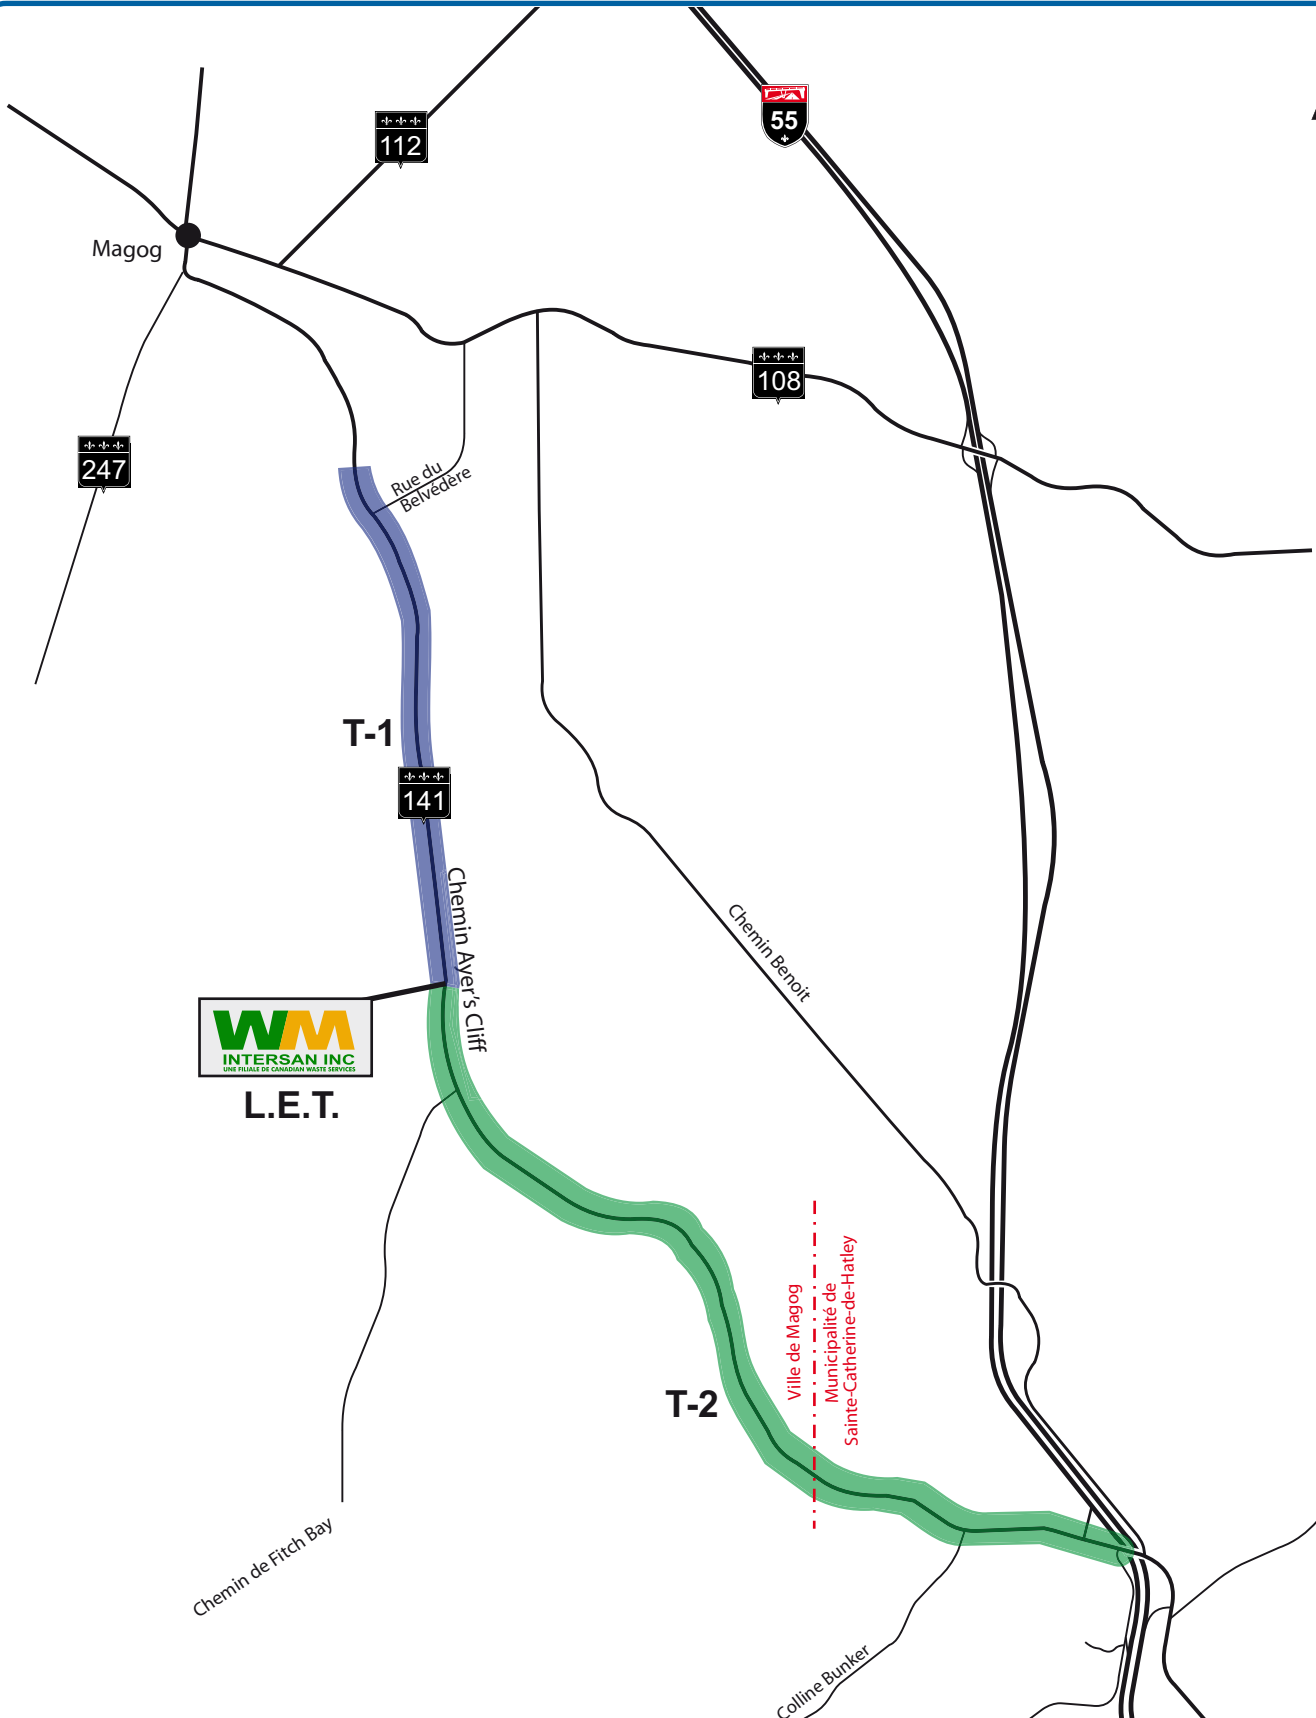 112
55
Magog
108
247
Rue du
Belvédère
T-1
141
Chemin Ayer's Cliff
Chemin Benoit
WM
INTERSAN INC
UNE FILIALE DE CANADIAN WASTE SERVICES
L.E.T.
Ville de Magog
Municipalité de
Sainte-Catherine-de-Hatley
T-2
Chemin de Fitch Bay
Colline Bunker